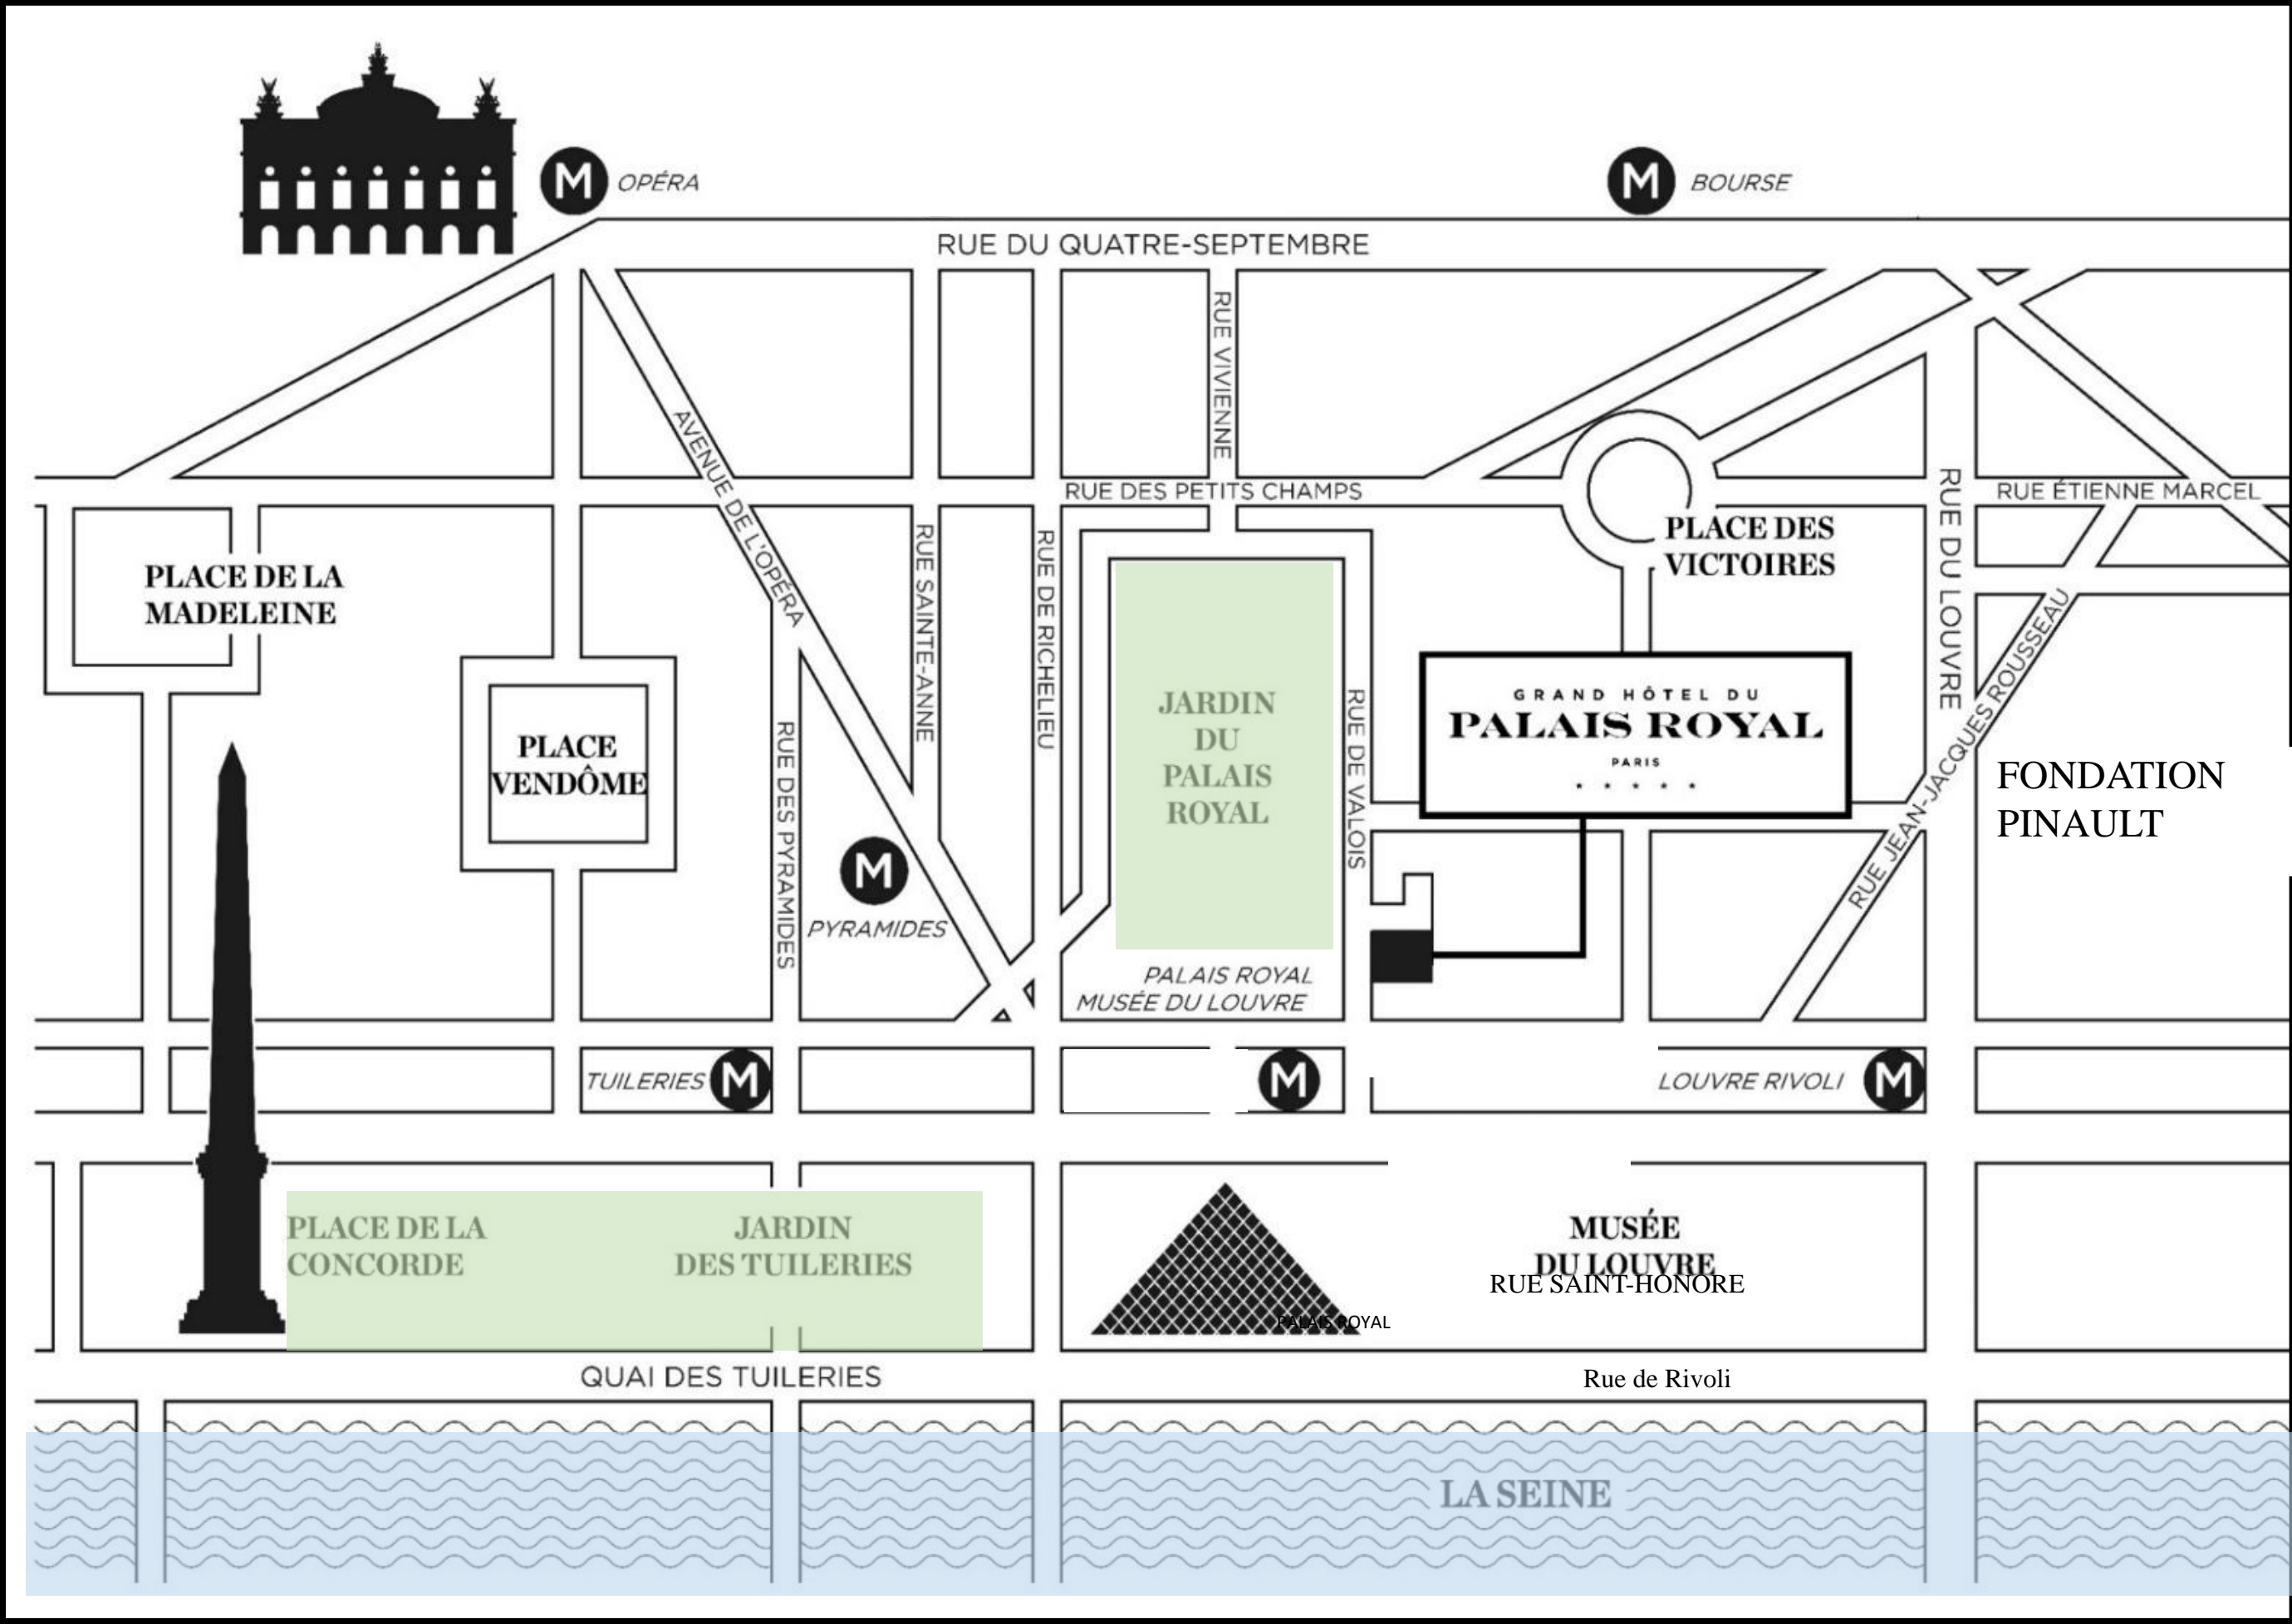 M OPÉRA
M BOURSE
RUE DU QUATRE-SEPTEMBRE
RUE VIVIENNE
AVENUE DE L'OPÉRA
RUE DES PETITS CHAMPS
RUE DU LOUVRE
RUE ÉTIENNE MARCEL
PLACE DES
VICTOIRES
PLACE DE LA
MADELEINE
RUE SAINTE-ANNE
RUE DE RICHELIEU
RUE JEAN-JACQUES ROUSSEAU
JARDIN
DU
PALAIS
ROYAL
RUE DE VALOIS
GRAND HÔTEL DU
PALAIS ROYAL
PARIS
PLACE
VENDÔME
RUE DES PYRAMIDES
FONDATION
PINAULT
M
PYRAMIDES
PALAIS ROYAL
MUSÉE DU LOUVRE
TUILERIES M
M
LOUVRE RIVOLI M
PLACE DE LA
CONCORDE
JARDIN
DES TUILERIES
MUSÉE
DU LOUVRE
RUE SAINT-HONORE
PALAIS ROYAL
QUAI DES TUILERIES
Rue de Rivoli
LA SEINE